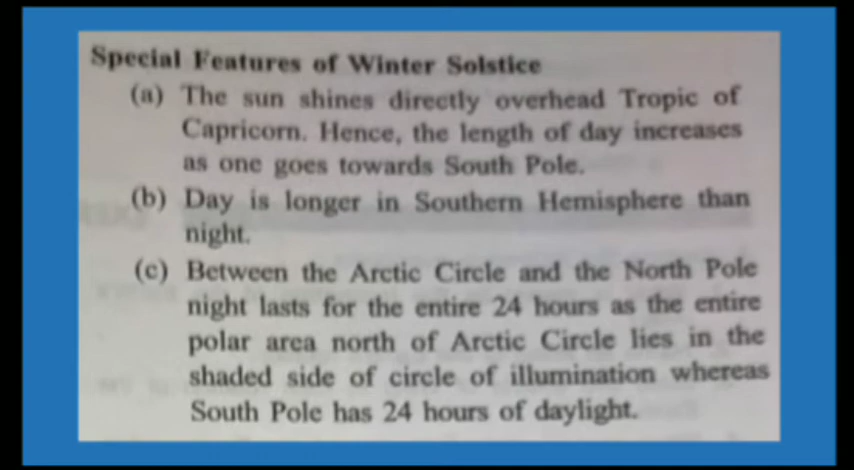 Special Features of Winter Solstice
(a) The sun shines directly overhead Tropic of
Capricorn. Hence, the length of day increases
as one goes towards South Pole.
(b) Day is longer in Southern Hemisphere than
night.
(c) Between the Arctic Circle and the North Pole
night lasts for the entire 24 hours as the entire
polar area north of Arctic Circle lies in the
shaded side of circle of illumination whereas
South Pole has 24 hours of daylight.